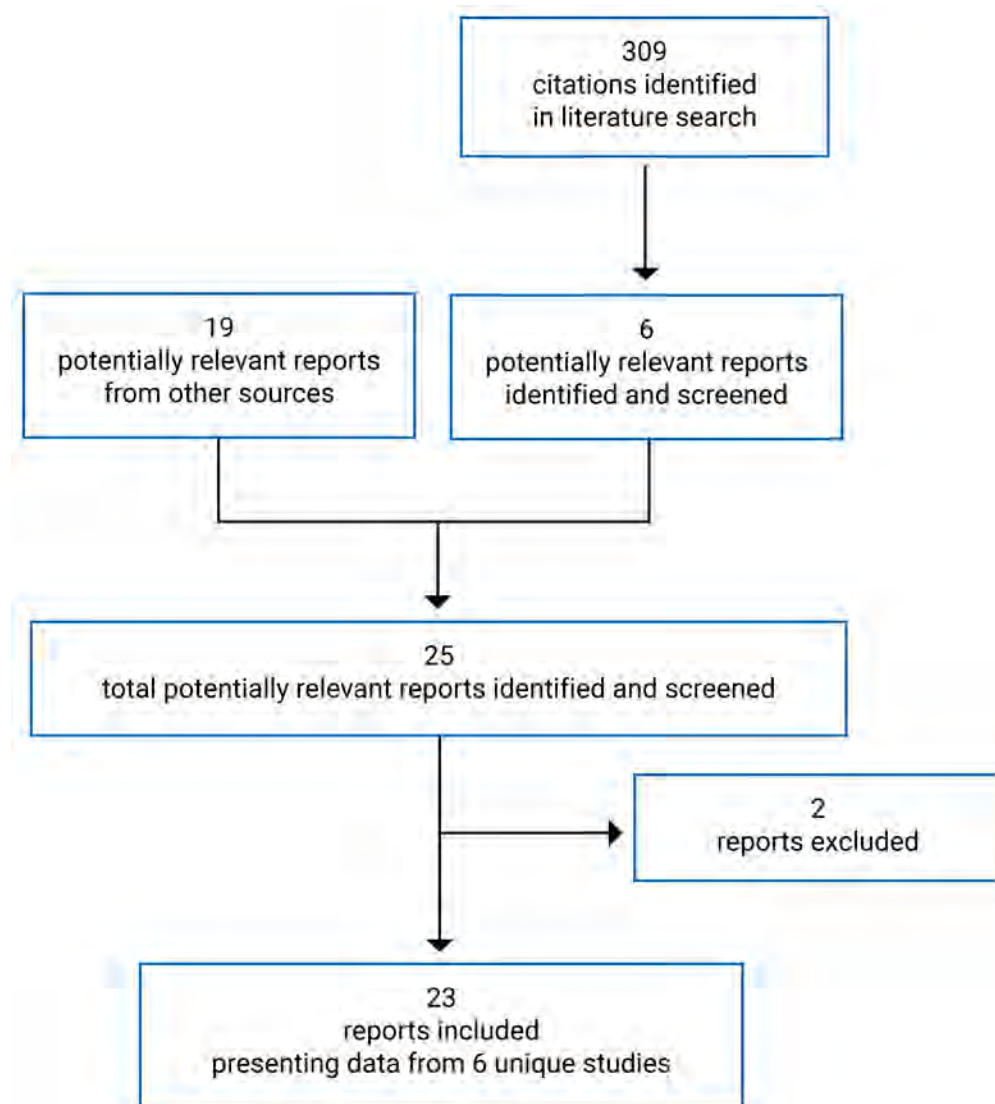 309
citations identified
in literature search
19
potentially relevant reports
from other sources
6
potentially relevant reports
identified and screened
25
total potentially relevant reports identified and screened
2
reports excluded
23
reports included
presenting data from 6 unique studies